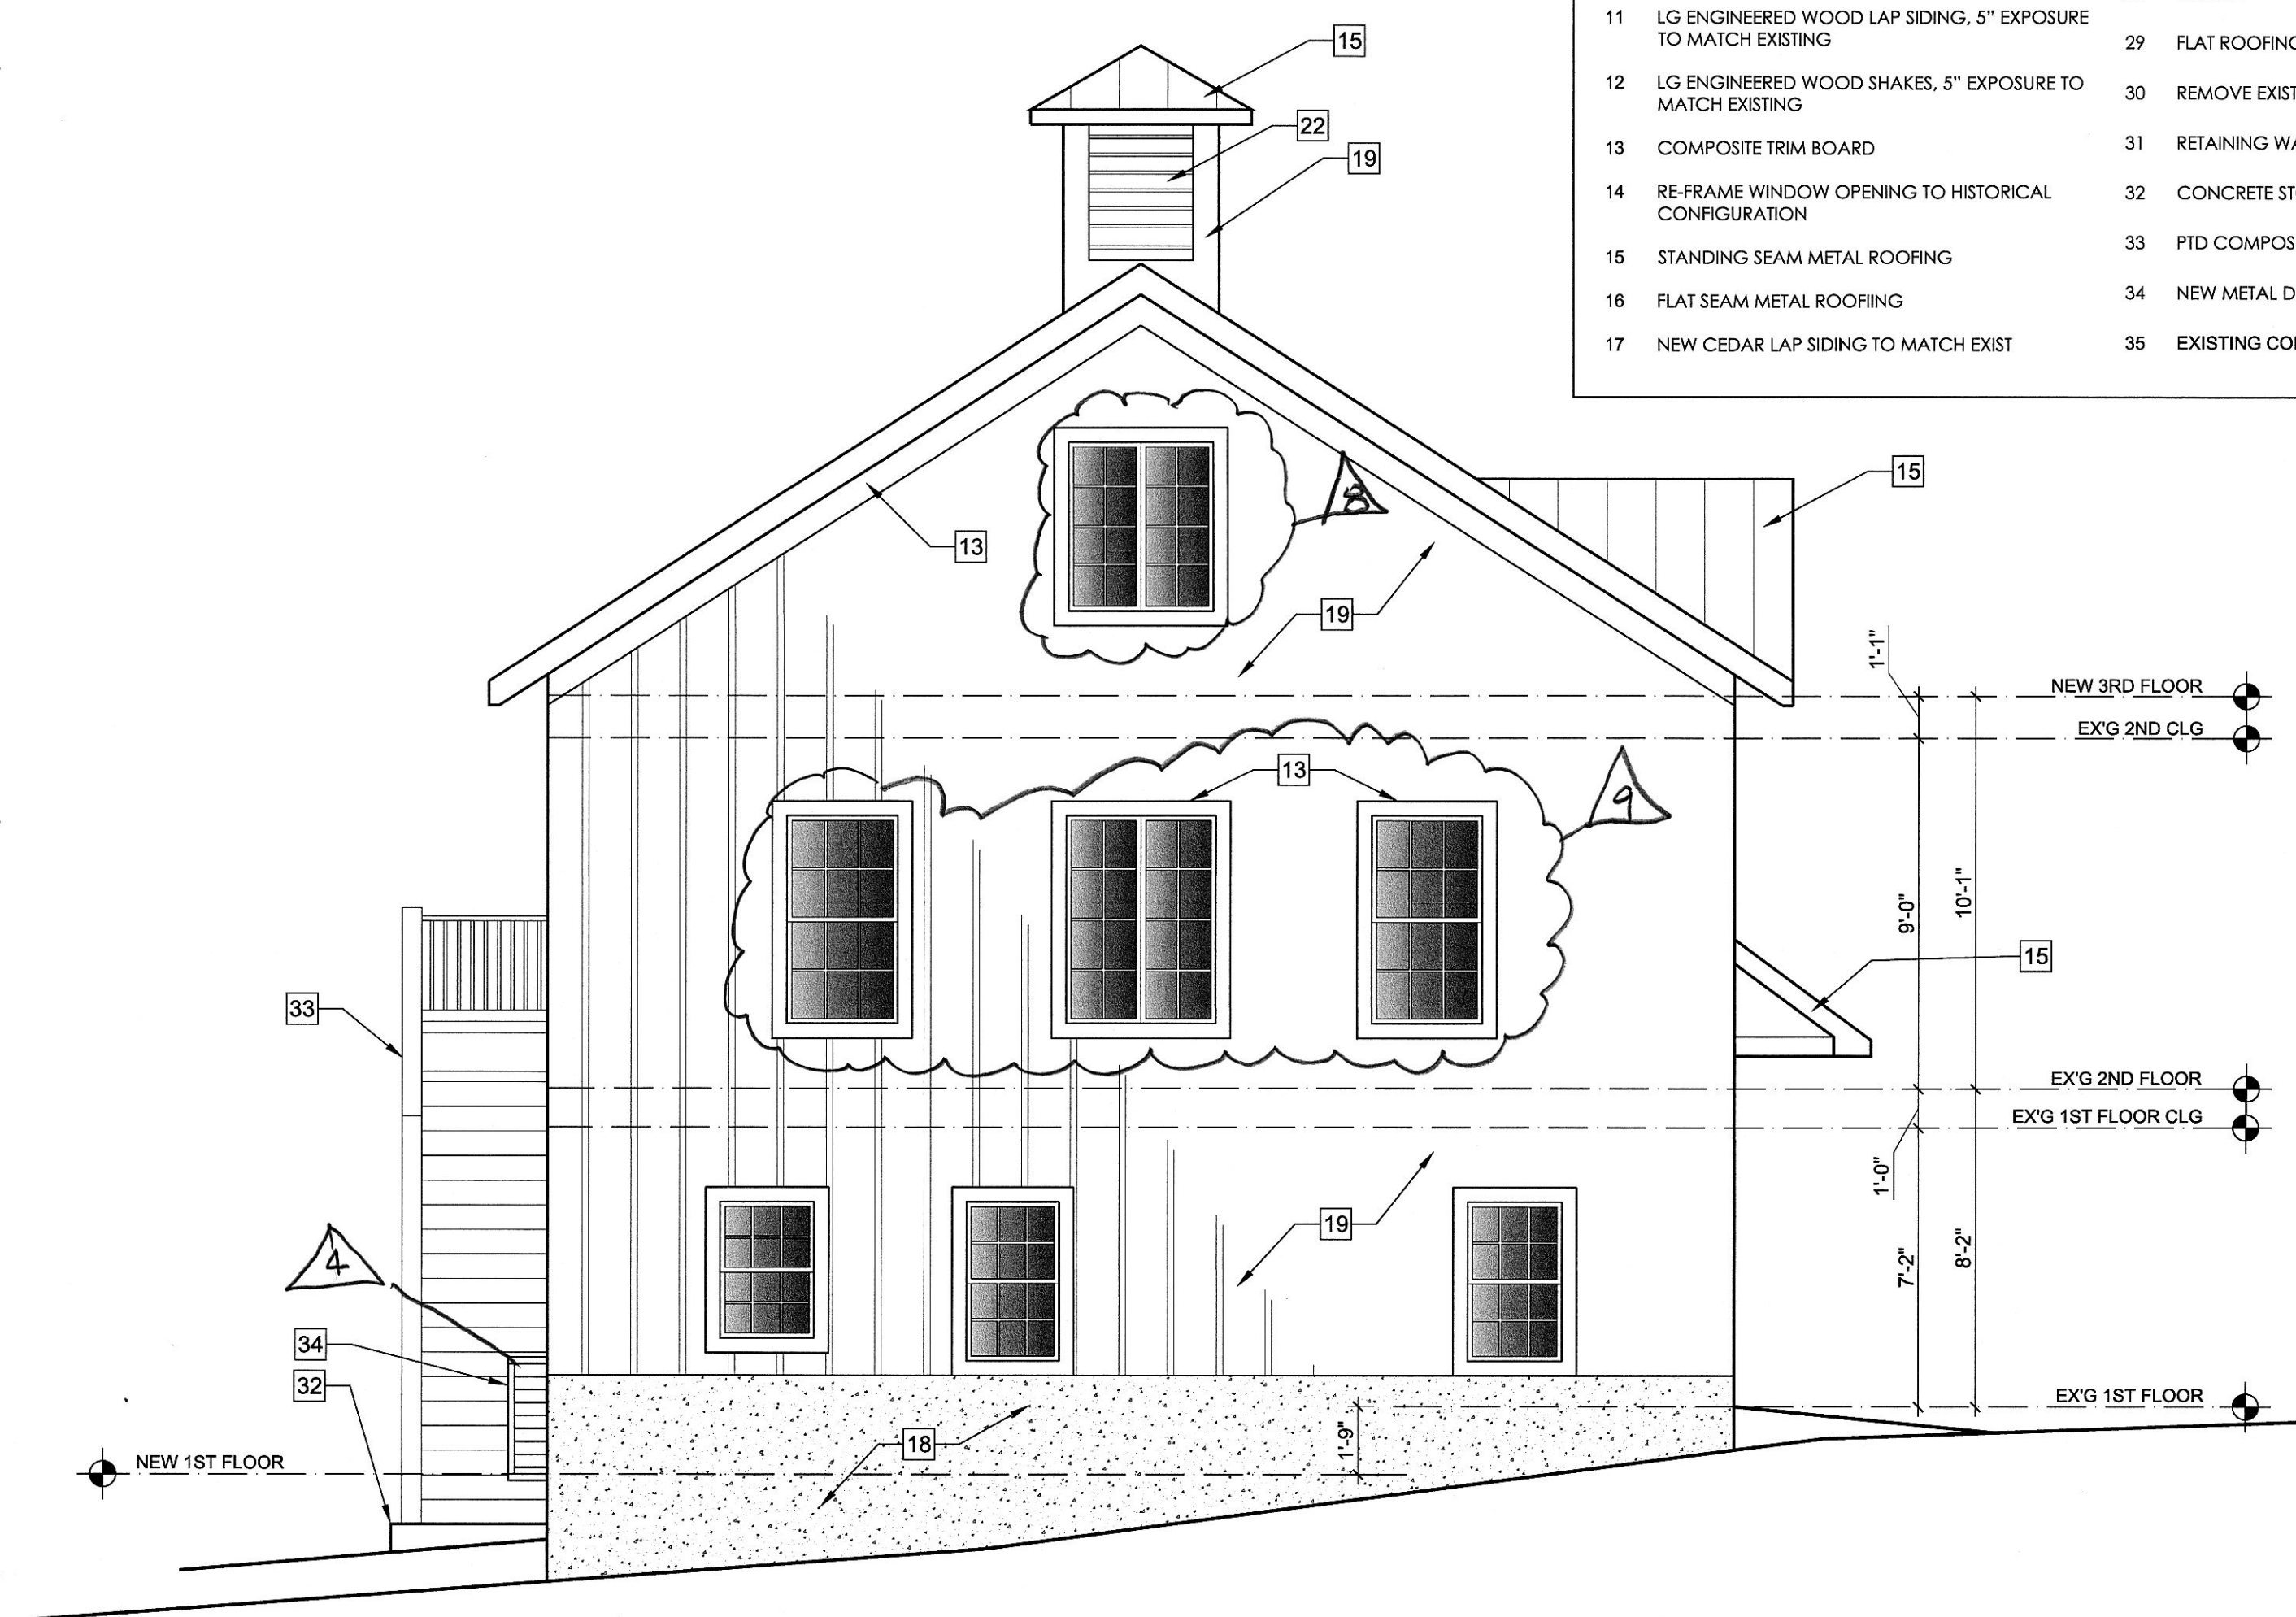 11 LG ENGINEERED WOOD LAP SIDING, 5" EXPOSURE
TO MATCH EXISTING
12 LG ENGINEERED WOOD SHAKES, 5" EXPOSURE TO
MATCH EXISTING
13 COMPOSITE TRIM BOARD
14 RE-FRAME WINDOW OPENING TO HISTORICAL
CONFIGURATION
15 STANDING SEAM METAL ROOFING
16 FLAT SEAM METAL ROOFIING
17 NEW CEDAR LAP SIDING TO MATCH EXIST
29 FLAT ROOFING
30 REMOVE EXIST
31 RETAINING
32 CONCRETE
33 PTD
34 NEW METAL
35 EXISTING
15
22
19
13
8
15
19
1'-1"
NEW 3RD FLOOR
EX'G 2ND CLG
13
9
9'-0"
10'-1"
33
15
EX'G 2ND FLOOR
EX'G 1ST FLOOR CLG
1'-0"
19
7'-2"
8'-2"
4
34
32
EX'G 1ST FLOOR
18
1'-9"
NEW 1ST FLOOR